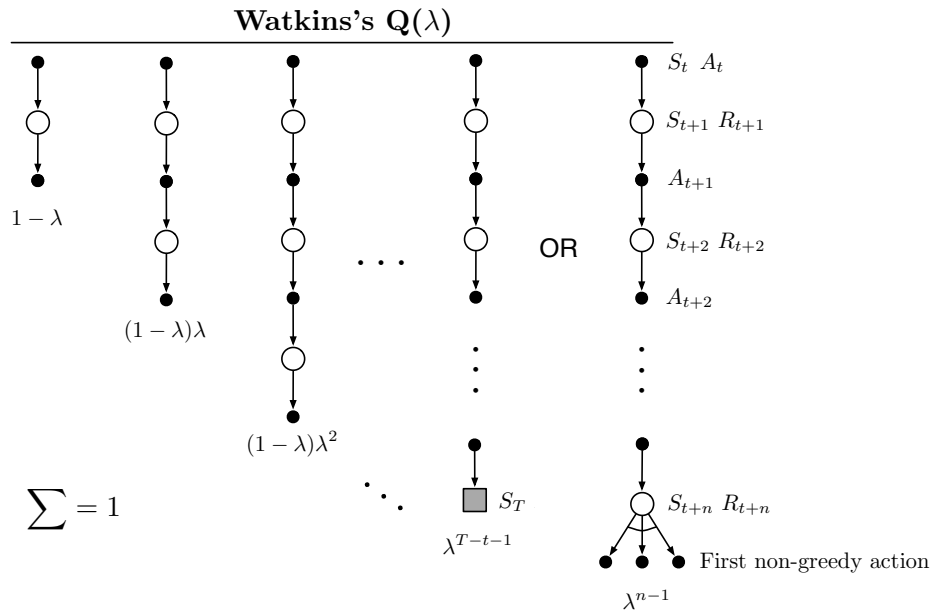 Watkins's Q(λ)
S_t A_t
S_{t+1} R_{t+1}
A_{t+1}
1 − λ
S_{t+2} R_{t+2}
OR
A_{t+2}
(1 − λ)λ
(1 − λ)λ^2
∑ = 1
S_T
S_{t+n} R_{t+n}
λ^{T−t−1}
First non-greedy action
λ^{n−1}